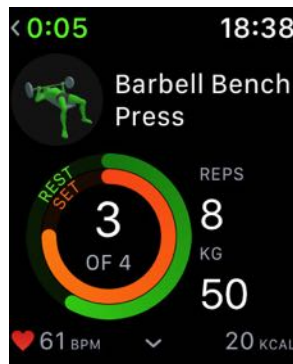 < 0:05 18:38
Barbell Bench
Press
REST
SET
3
OF 4
REPS
8
KG
50
61 BPM 20 KCAL